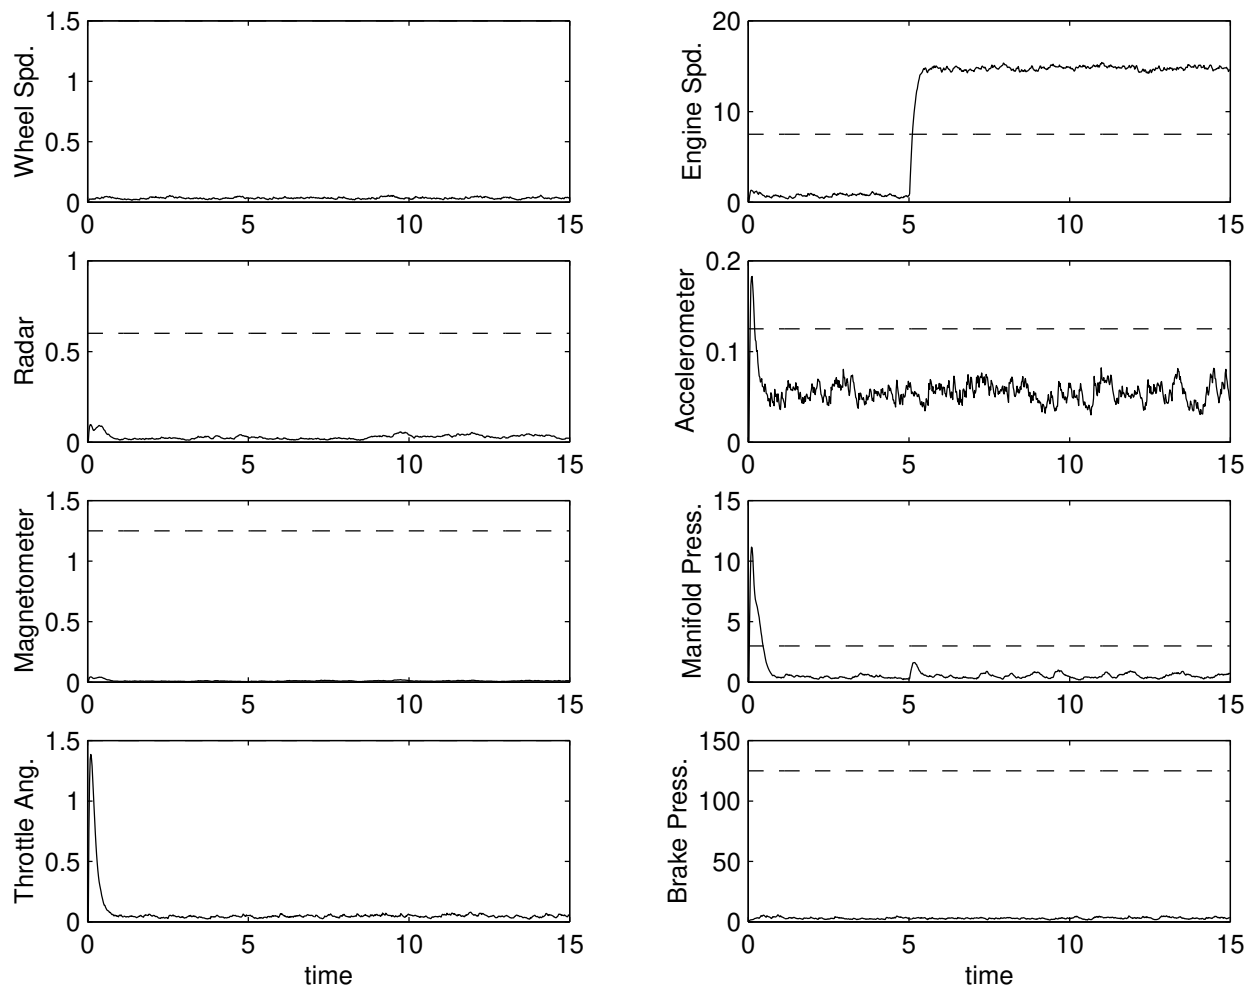 1.5
1
0.5
0
Wheel Spd.
0 5 10 15
20
10
0
Engine Spd.
0 5 10 15
1
0.5
0
Radar
0 5 10 15
0.2
0.1
0
Accelerometer
0 5 10 15
1.5
1
0.5
0
Magnetometer
0 5 10 15
15
10
5
0
Manifold Press.
0 5 10 15
1.5
1
0.5
0
Throttle Ang.
0 5 10 15
time
150
100
50
0
Brake Press.
0 5 10 15
time